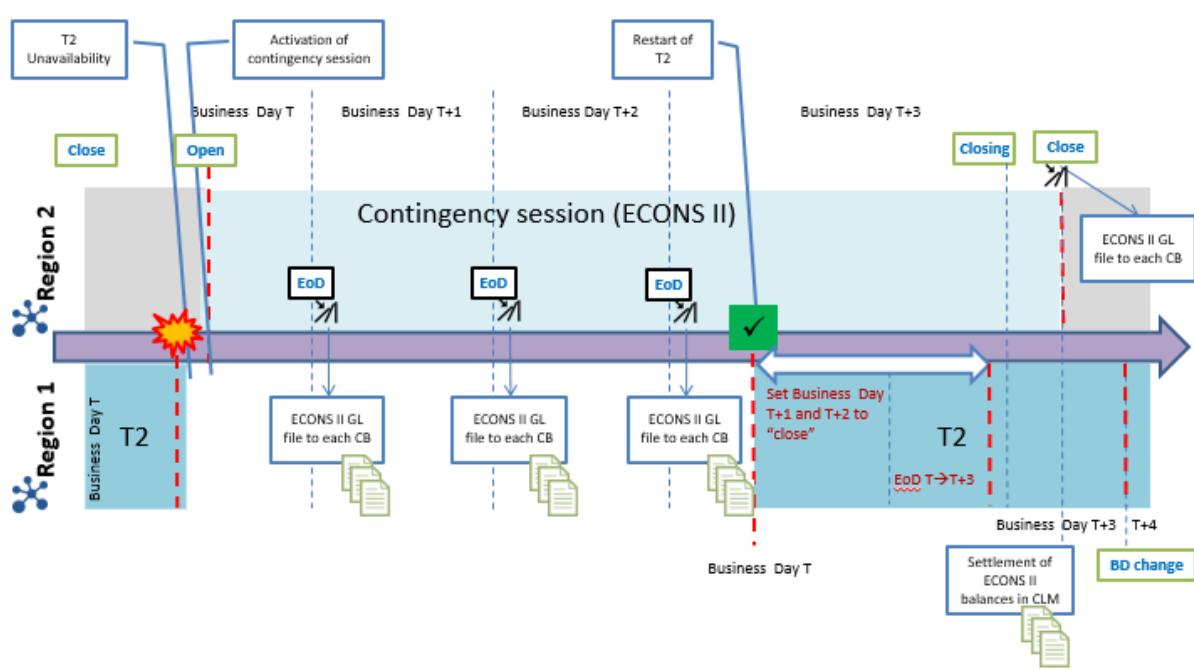 T2
Unavailability
Activation of
contingency session
Restart of
T2
Business Day T
Business Day T+1
Business Day T+2
Business Day T+3
Close
Open
Closing
Close
Region 2
Contingency session (ECONS II)
ECONS II GL
file to each CB
EoD
EoD
EoD
Region 1
Business Day T
T2
ECONS II GL
file to each CB
ECONS II GL
file to each CB
ECONS II GL
file to each CB
Set Business Day
T+1 and T+2 to
“close”
T2
EoD T→T+3
Business Day T+3
T+4
Business Day T
Settlement of
ECONS II
balances in CLM
BD change